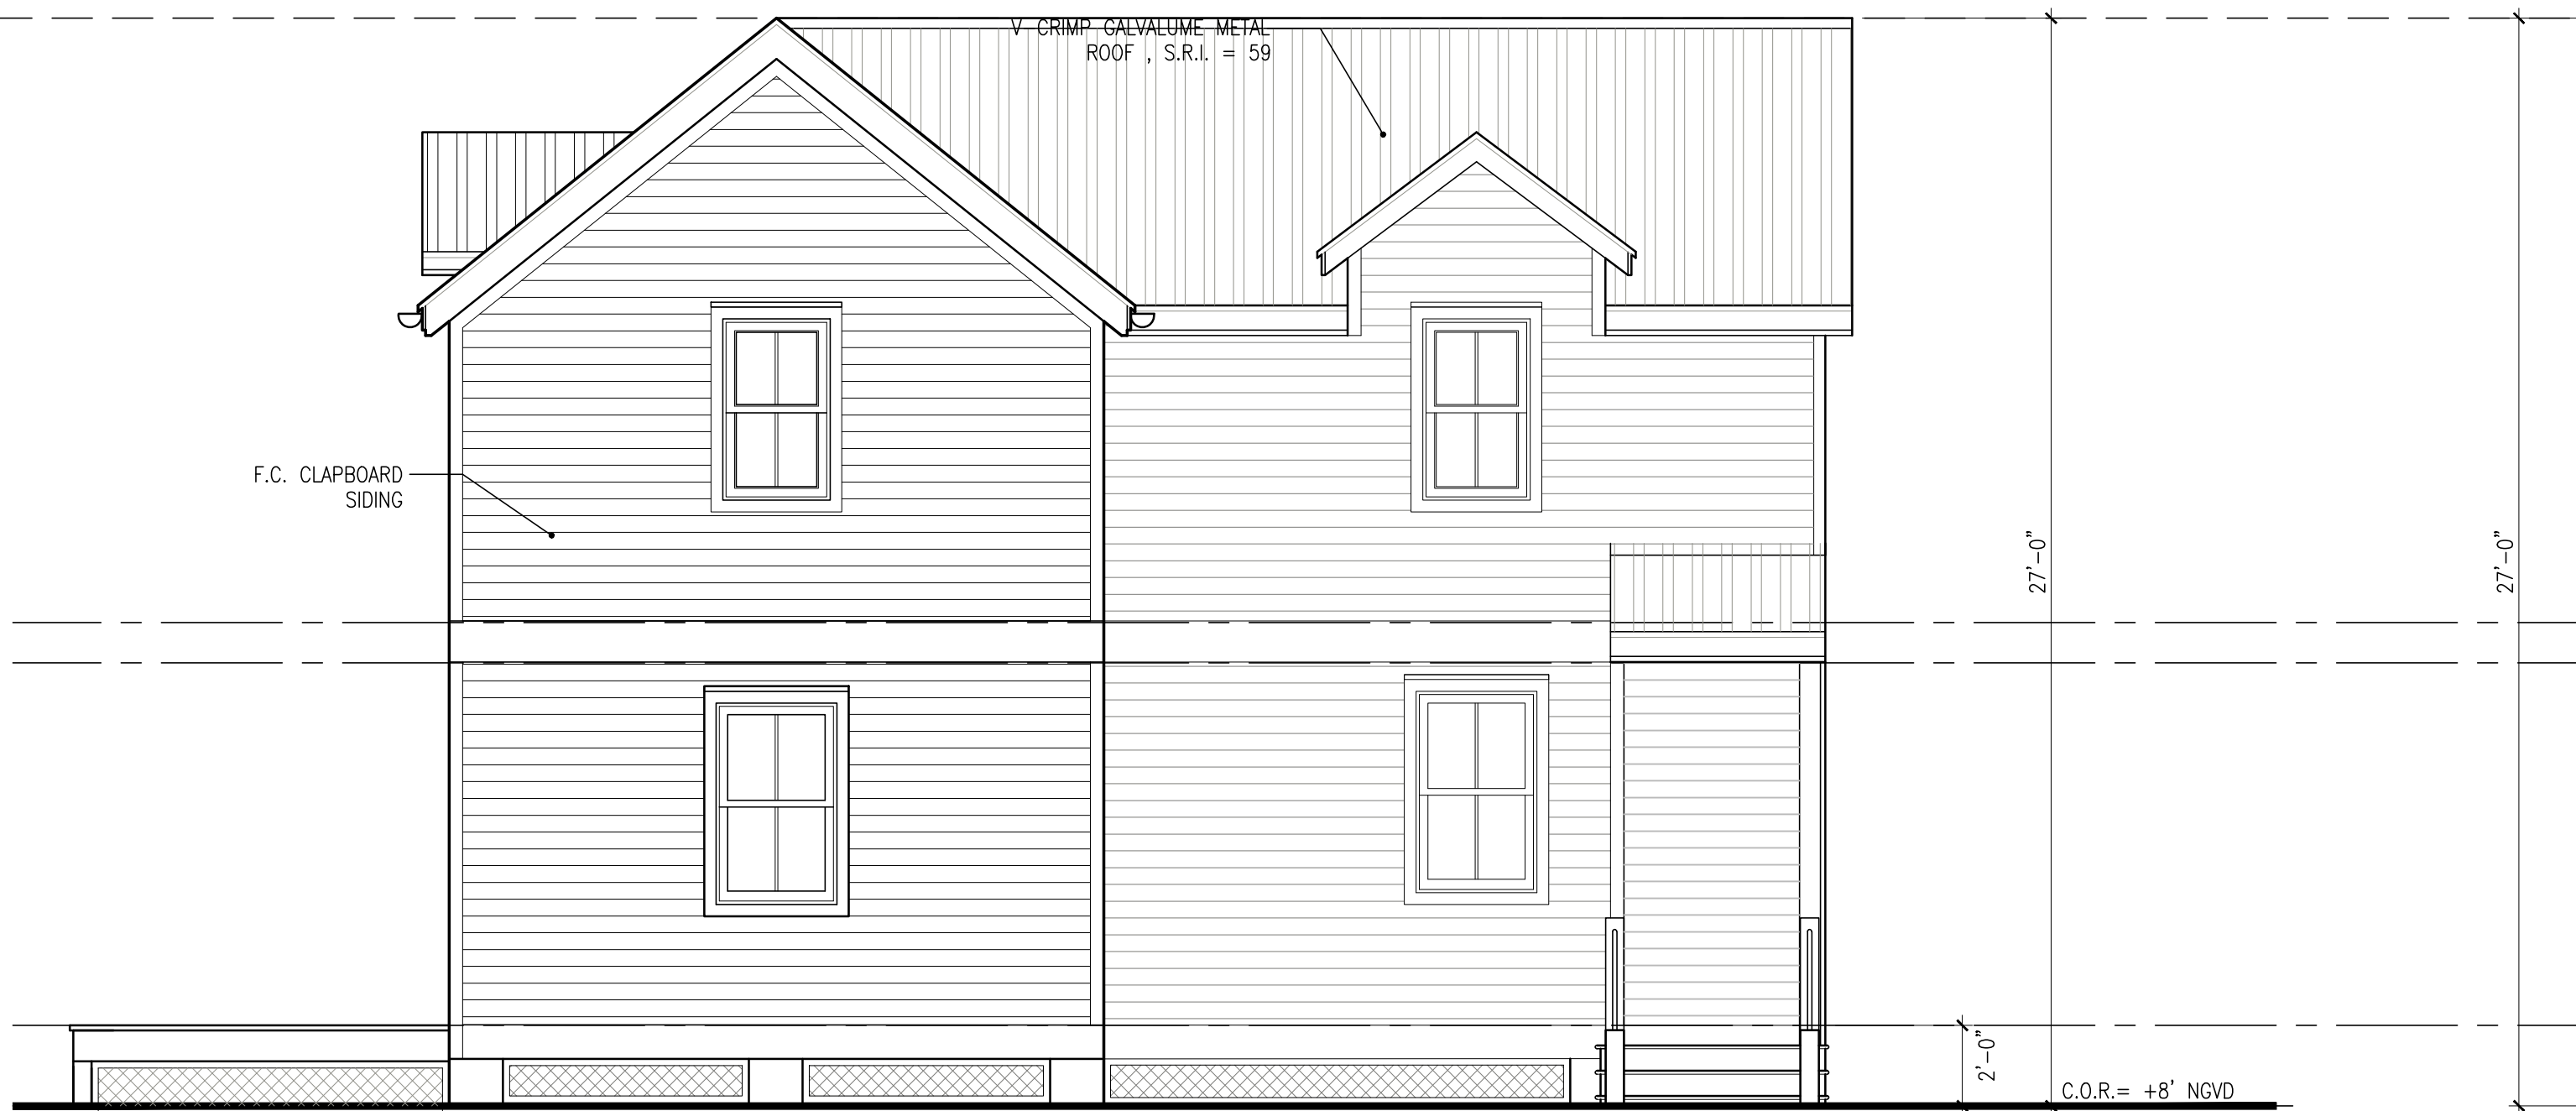 V-CRIMP GALVALUME METAL
ROOF , S.R.I. = 59
F.C. CLAPBOARD
SIDING
27'-0"
27'-0"
2'-0"
C.O.R.= +8' NGVD